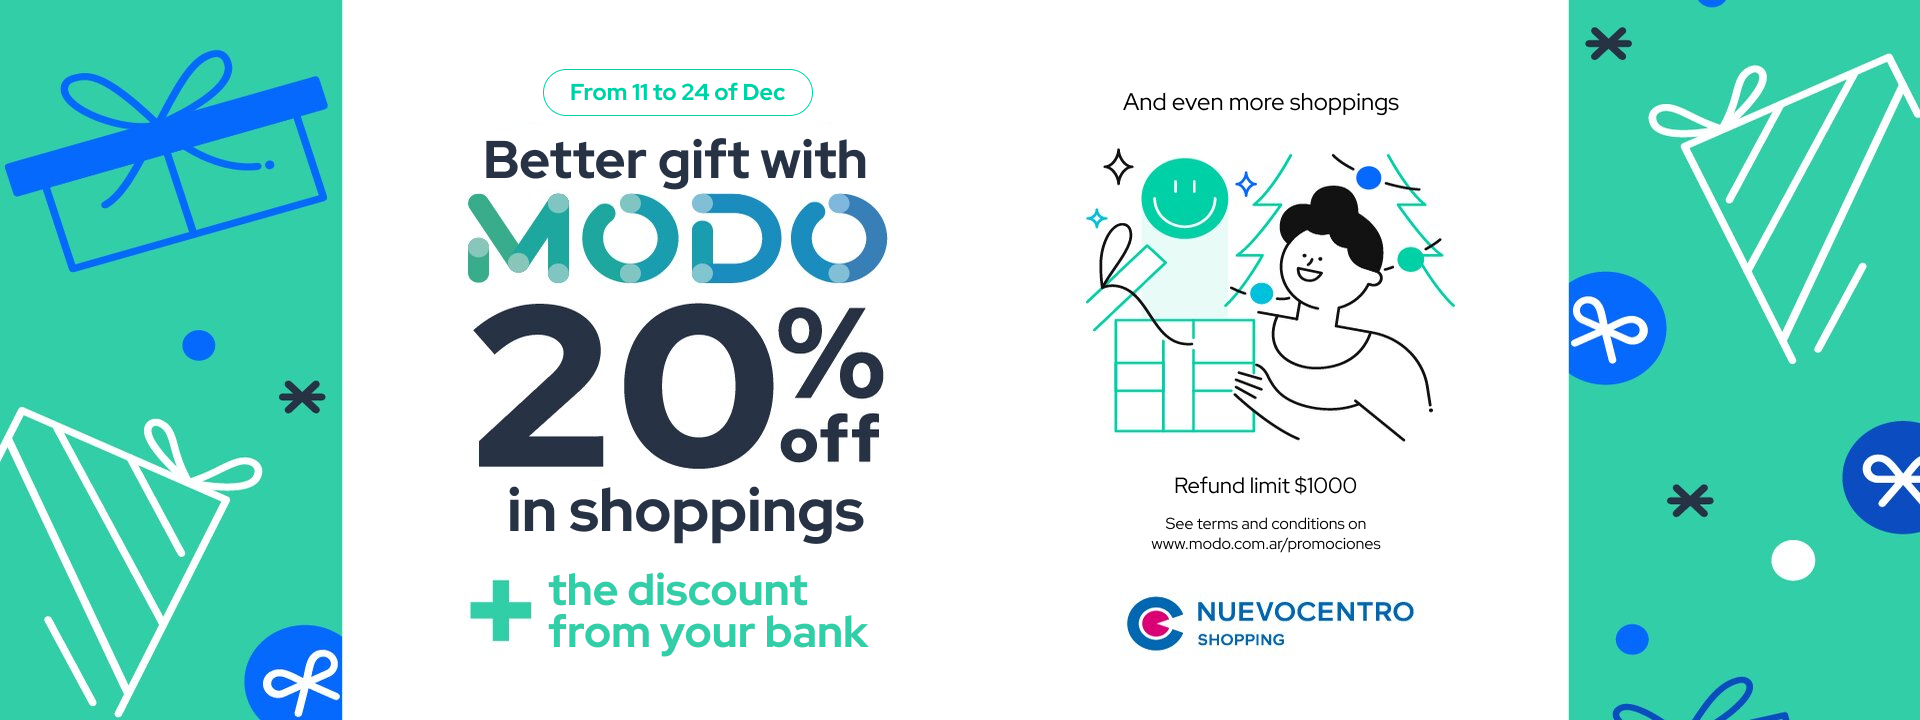 From 11 to 24 of Dec
Better gift with
MODO
20% off
in shoppings
+ the discount
from your bank
And even more shoppings
Refund limit $1000
See terms and conditions on
www.modo.com.ar/promociones
NUEVOCENTRO
SHOPPING